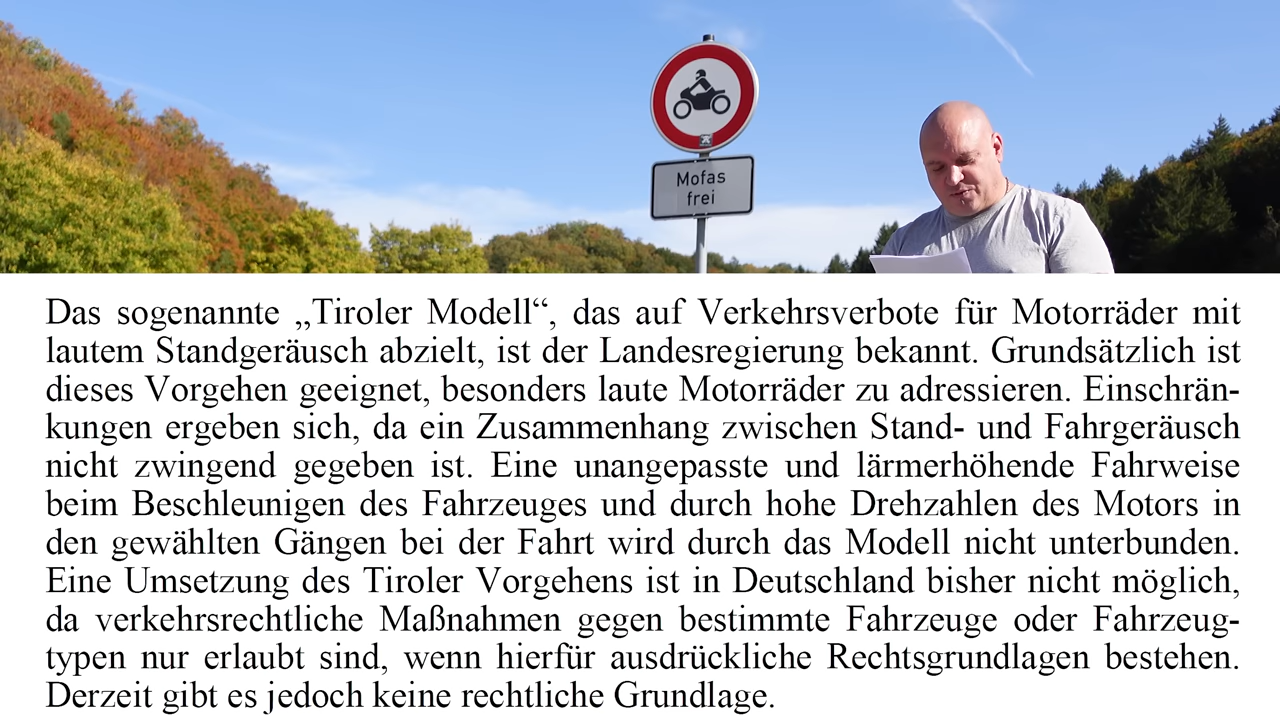 Mofas
frei
Das sogenannte „Tiroler Modell“, das auf Verkehrsverbote für Motorräder mit
lautem Standgeräusch abzielt, ist der Landesregierung bekannt. Grundsätzlich ist
dieses Vorgehen geeignet, besonders laute Motorräder zu adressieren. Einschrän-
kungen ergeben sich, da ein Zusammenhang zwischen Stand- und Fahrgeräusch
nicht zwingend gegeben ist. Eine unangepasste und lärmerhöhende Fahrweise
beim Beschleunigen des Fahrzeuges und durch hohe Drehzahlen des Motors in
den gewählten Gängen bei der Fahrt wird durch das Modell nicht unterbunden.
Eine Umsetzung des Tiroler Vorgehens ist in Deutschland bisher nicht möglich,
da verkehrsrechtliche Maßnahmen gegen bestimmte Fahrzeuge oder Fahrzeug-
typen nur erlaubt sind, wenn hierfür ausdrückliche Rechtsgrundlagen bestehen.
Derzeit gibt es jedoch keine rechtliche Grundlage.